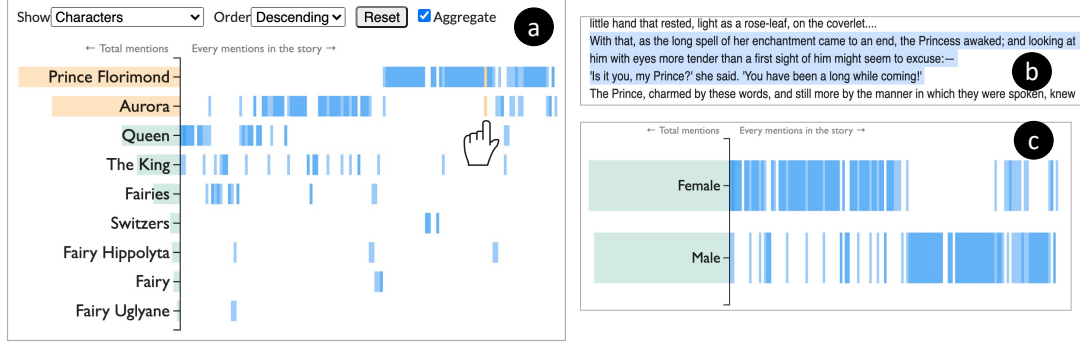 Show Characters Order Descending Reset Aggregate
a
← Total mentions Every mentions in the story →
Prince Florimond
Aurora
Queen
The King
Fairies
Switzers
Fairy Hippolyta
Fairy
Fairy Uglyane
little hand that rested, light as a rose-leaf, on the coverlet....
With that, as the long spell of her enchantment came to an end, the Princess awaked; and looking at
him with eyes more tender than a first sight of him might seem to excuse:—
'Is it you, my Prince?' she said. 'You have been a long while coming!'
The Prince, charmed by these words, and still more by the manner in which they were spoken, knew
b
← Total mentions Every mentions in the story →
c
Female
Male